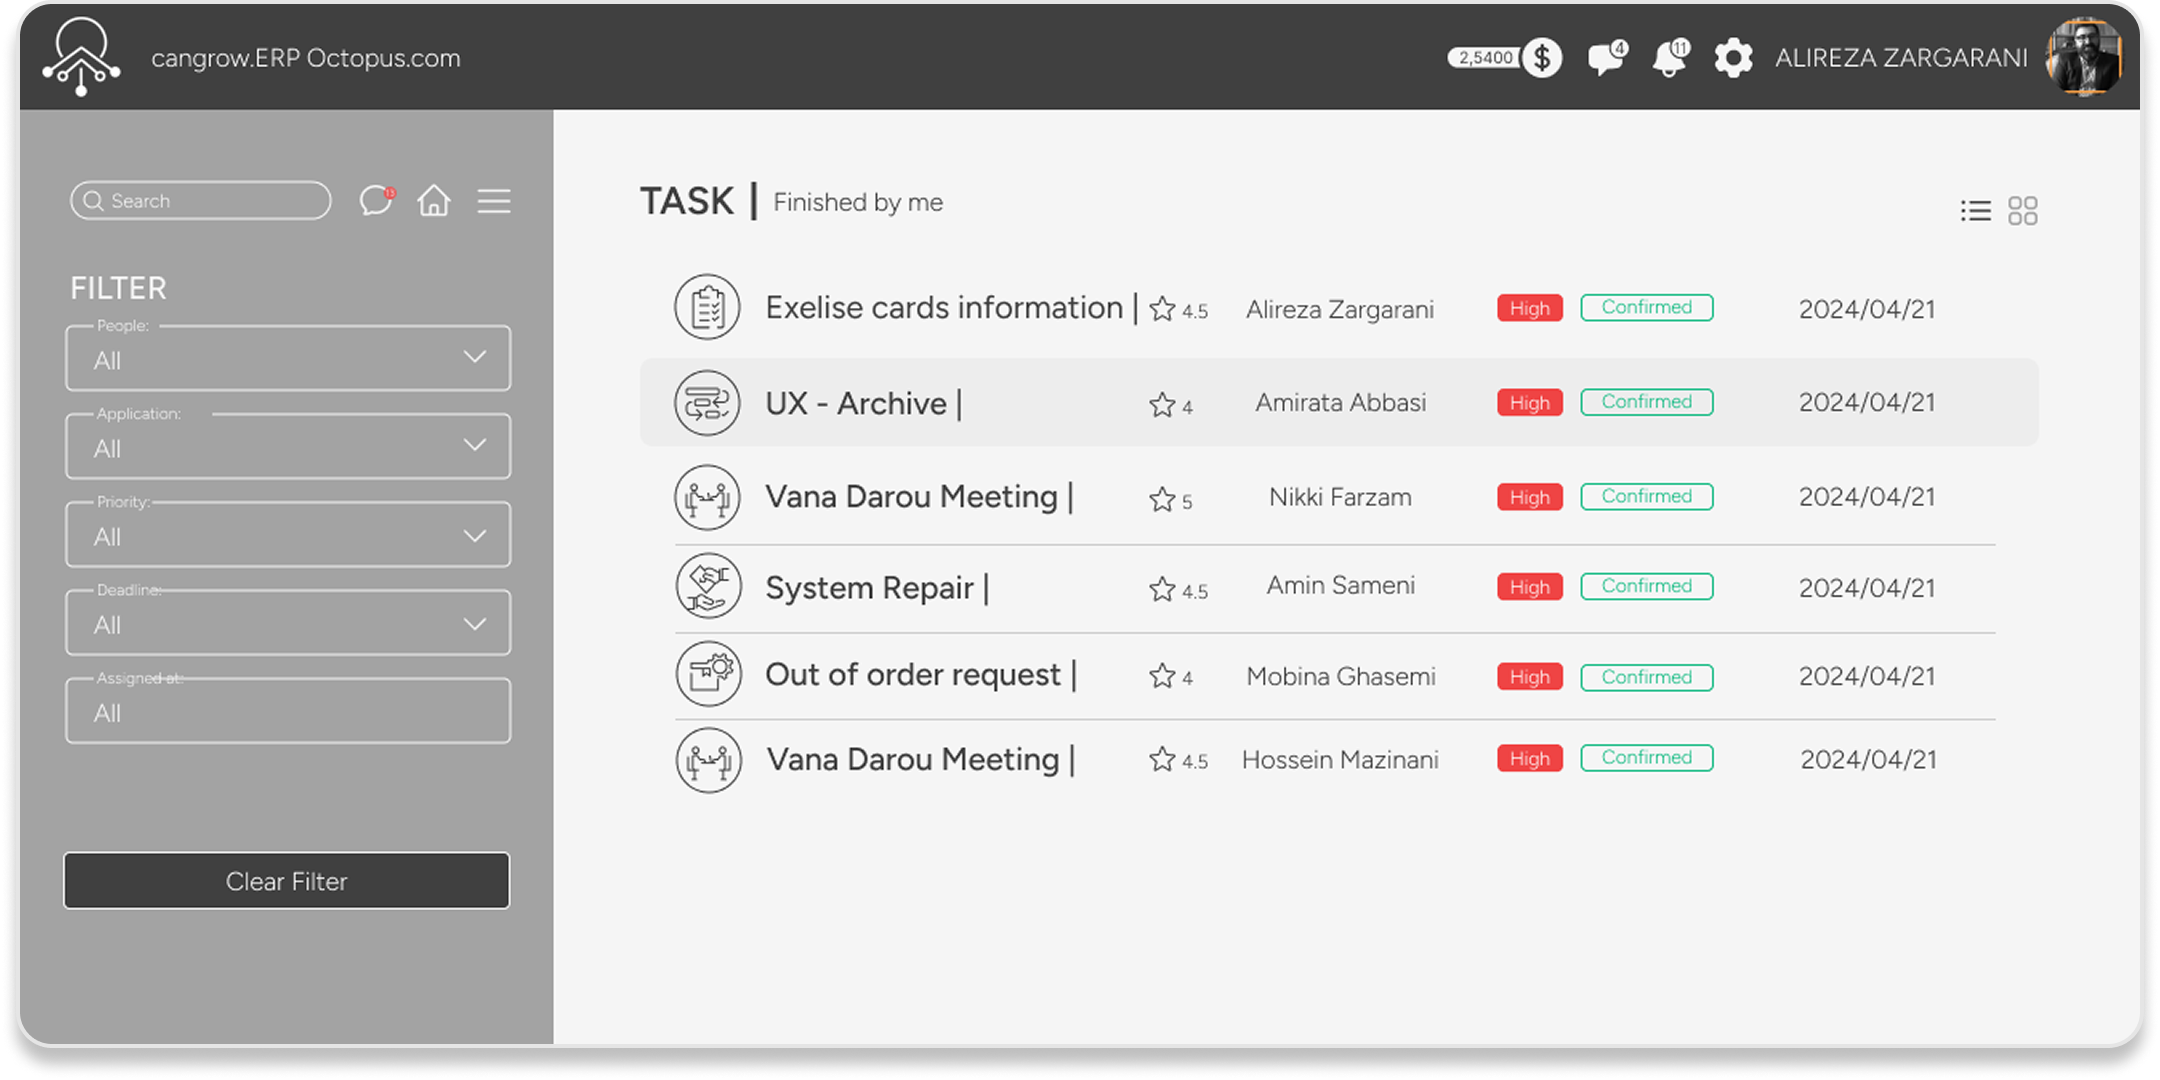 cangrow.ERP Octopus.com
2,5400 $ 4 11 ALIREZA ZARGARANI
Search 13
FILTER
People:
All
Application:
All
Priority:
All
Deadline:
All
Assigned at:
All
Clear Filter
TASK | Finished by me
Exelise cards information | 4.5 Alireza Zargarani High Confirmed 2024/04/21
UX - Archive | 4 Amirata Abbasi High Confirmed 2024/04/21
Vana Darou Meeting | 5 Nikki Farzam High Confirmed 2024/04/21
System Repair | 4.5 Amin Sameni High Confirmed 2024/04/21
Out of order request | 4 Mobina Ghasemi High Confirmed 2024/04/21
Vana Darou Meeting | 4.5 Hossein Mazinani High Confirmed 2024/04/21